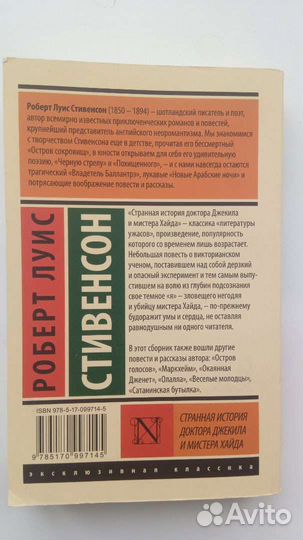 Роберт Луис Стивенсон (1850 – 1894) – шотландский писатель и поэт,
автор всемирно известных приключенческих романов и повестей,
крупнейший представитель английского неоромантизма. Мы знакомимся
с творчеством Стивенсона еще в детстве, прочитав его бессмертный
«Остров сокровищ», в юности открываем для себя его удивительную
поэзию, «Черную стрелу» и «Похищенного», – и с нами навсегда остаются
трагический «Владетель Баллантрэ», лукавые «Новые Арабские ночи» и
потрясающие воображение повести и рассказы.
РОБЕРТ ЛУИС
СТИВЕНСОН
«Странная история доктора Джекила
и мистера Хайда» – классика «литературы
ужасов», произведение, популярность
которого со временем лишь возрастает.
Небольшая повесть о викторианском
ученом, поставившем над собой дерзкий
и опасный эксперимент и тем самым выпу-
стившем на волю из глубин подсознания
свое темное «я» – зловещего негодяя
и убийцу мистера Хайда, – по-прежнему
будоражит умы и сердца, не оставляя
равнодушным ни одного читателя.
В этот сборник также вошли другие
повести и рассказы автора: «Остров
голосов», «Маркхейм», «Окаянная
Дженет», «Олалла», «Веселые молодцы»,
«Сатанинская бутылка».
ISBN 978-5-17-099714-5
9 785170 997145
N
СТРАННАЯ ИСТОРИЯ
ДОКТОРА ДЖЕКИЛА
И МИСТЕРА ХАЙДА
эксклюзивная классика
Avito